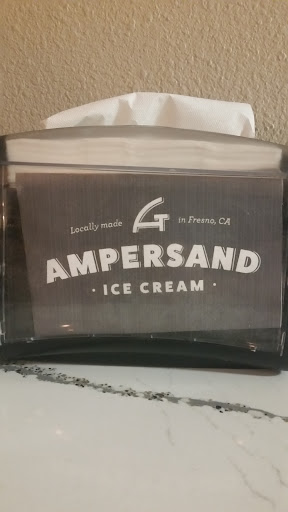 Locally made & in Fresno, CA
AMPERSAND
· ICE CREAM ·